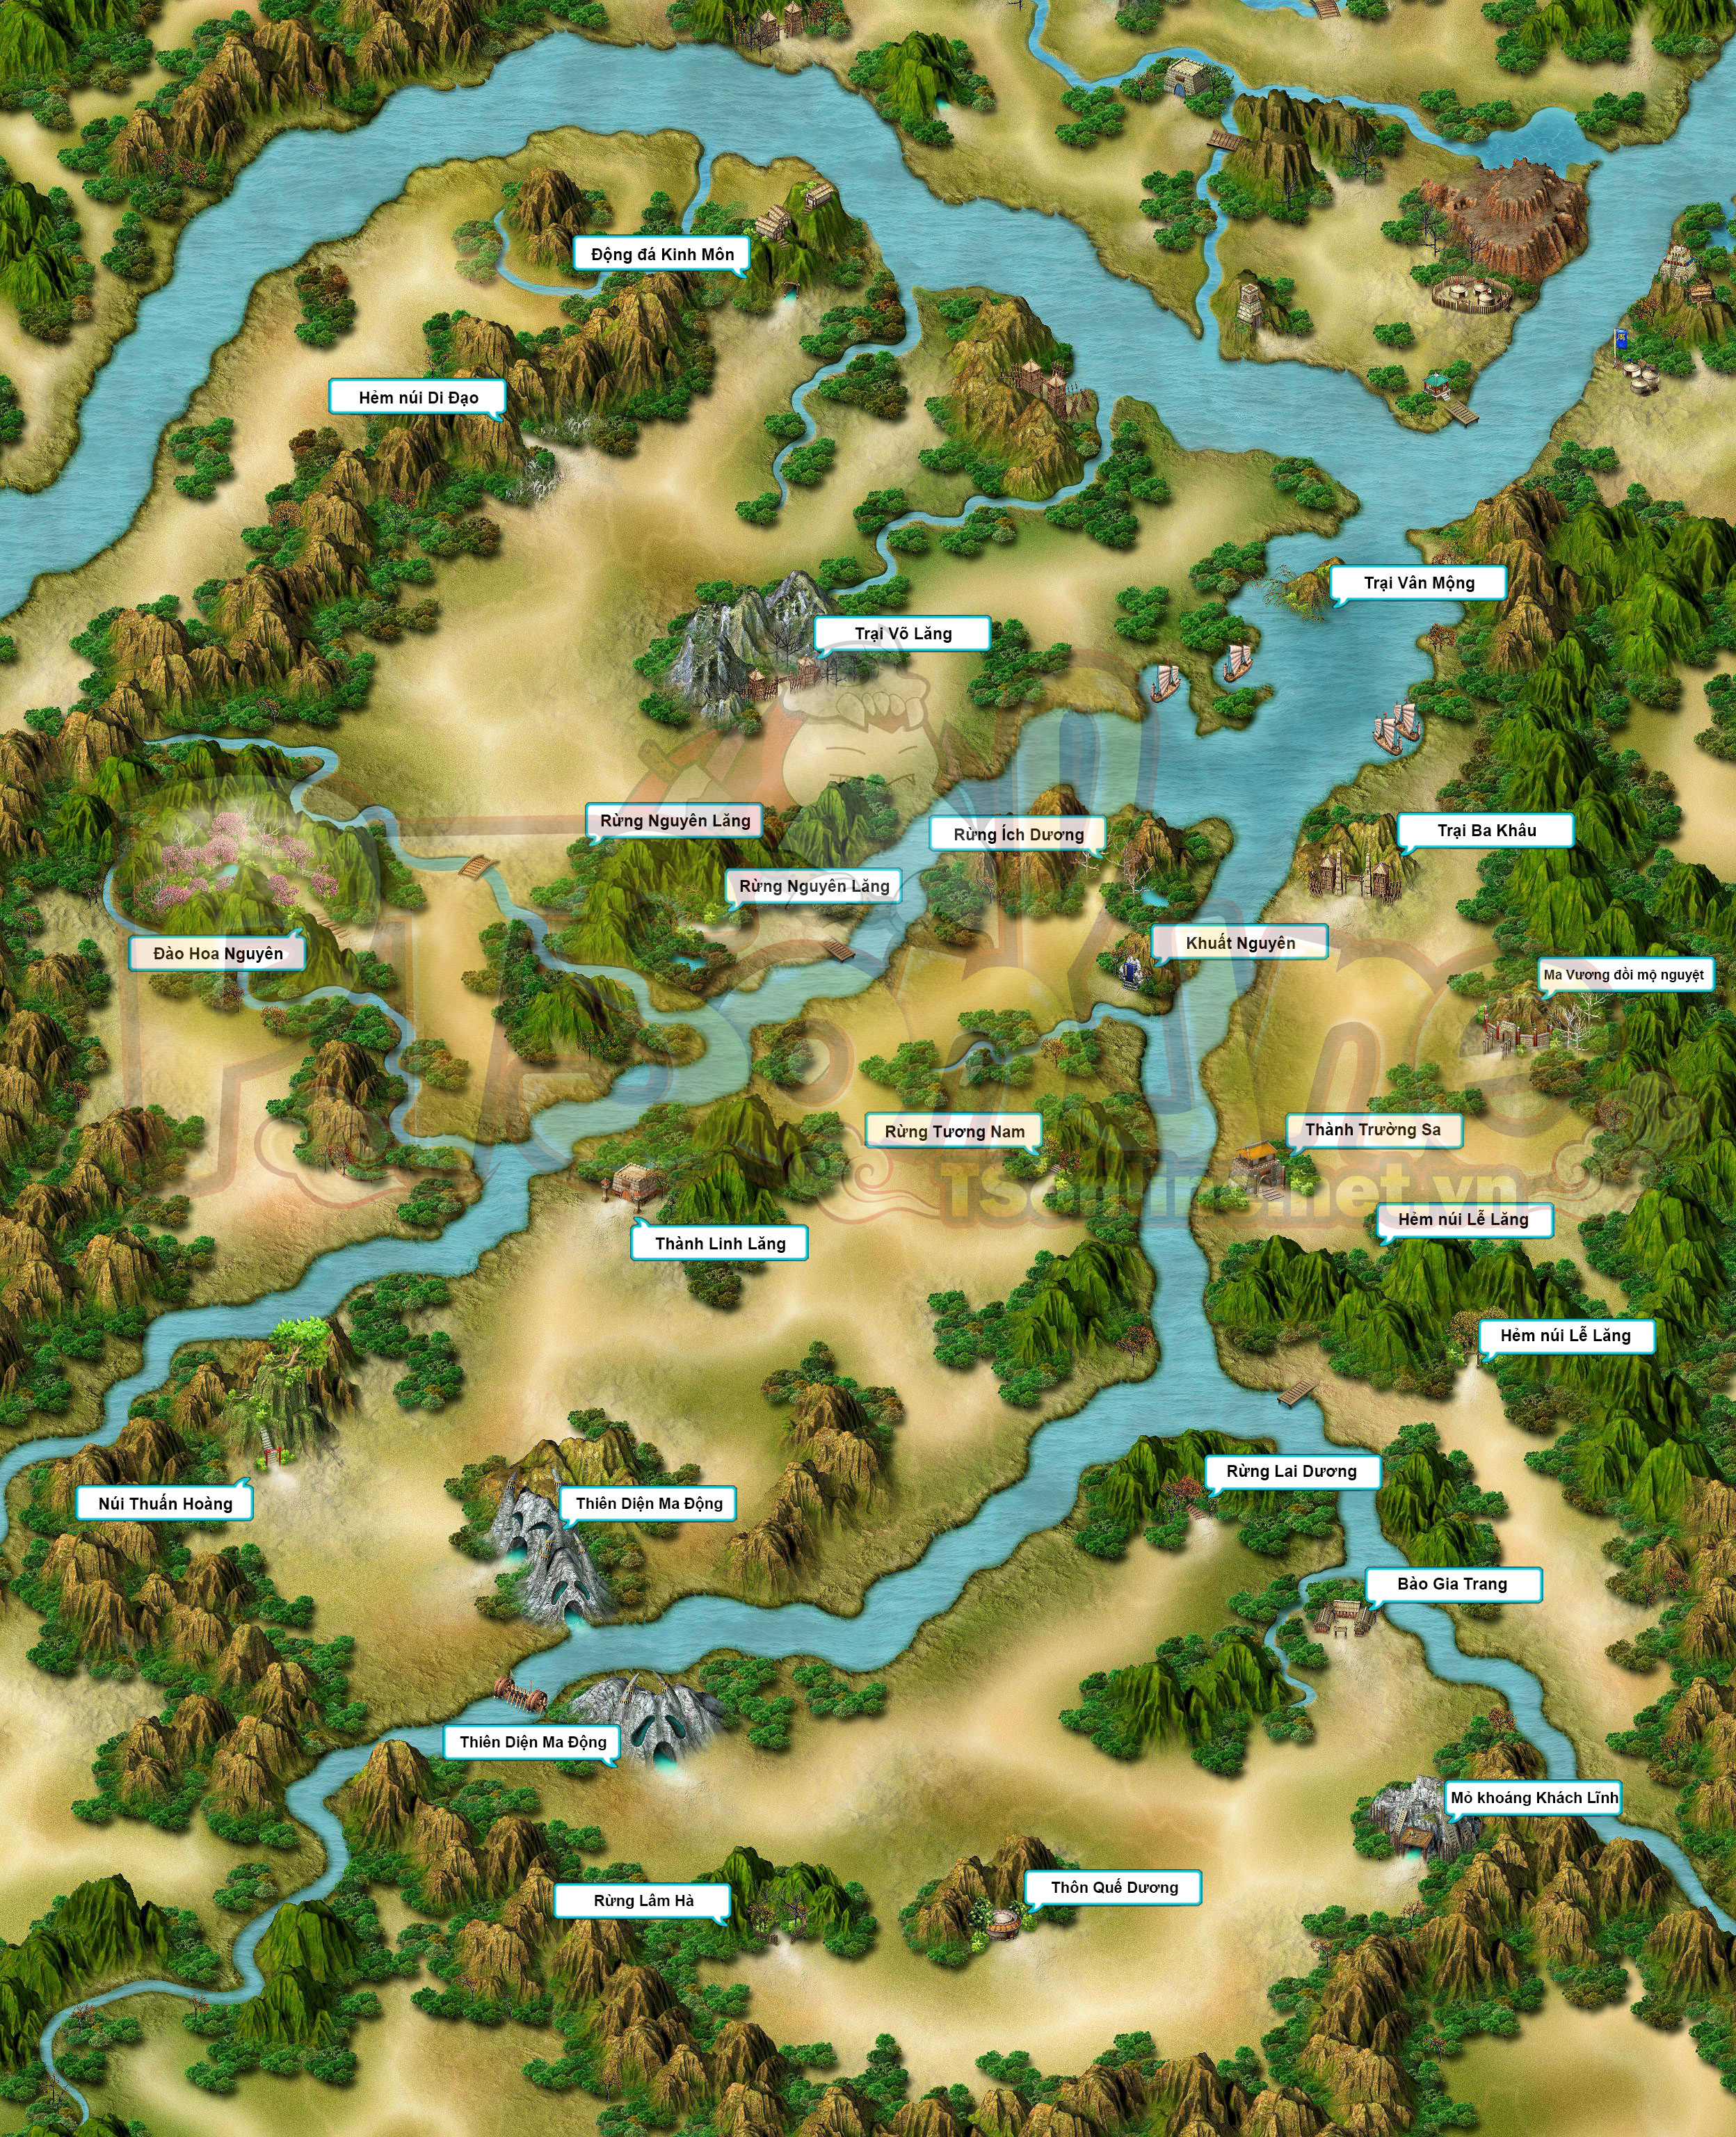 Động đá Kinh Môn
Hẻm núi Di Đạo
Trại Vân Mộng
Trại Võ Lăng
Rừng Nguyên Lăng
Rừng Ích Dương
Trại Ba Khâu
Rừng Nguyên Lăng
Khuất Nguyên
Đào Hoa Nguyên
Ma Vương đồi mộ nguyệt
Rừng Tương Nam
Thành Trường Sa
TSonline.net.vn
Hẻm núi Lễ Lăng
Thành Linh Lăng
Hẻm núi Lễ Lăng
Rừng Lai Dương
Núi Thuấn Hoàng
Thiên Diện Ma Động
Bào Gia Trang
Thiên Diện Ma Động
Mỏ khoáng Khách Lĩnh
Thôn Quế Dương
Rừng Lâm Hà